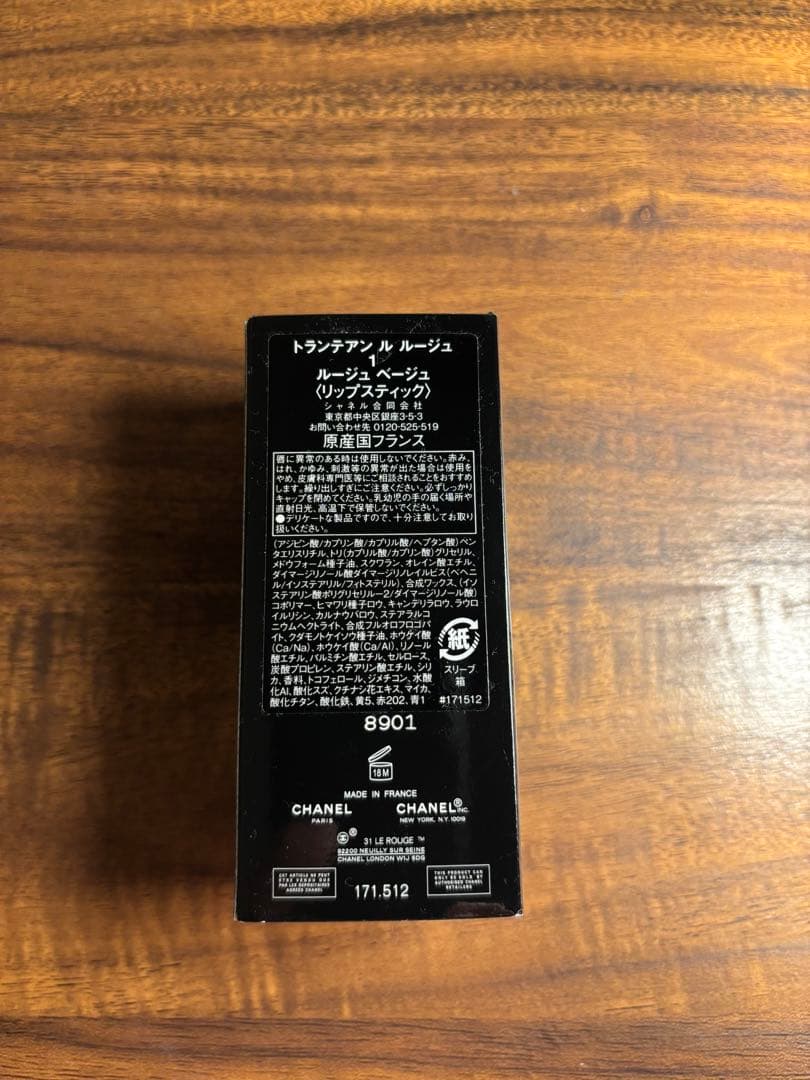 トランテアン ル ルージュ
1
ルージュ ベージュ
〈リップスティック〉
シャネル合同会社
東京都中央区銀座3-5-3
お問い合わせ先 0120-525-519
原産国フランス
唇に異常のある時は使用しないでください。赤み、
はれ、かゆみ、刺激等の異常が出た場合は使用を
やめ、皮膚科専門医等にご相談されることをおすすめ
します。繰り出しすぎにご注意ください。必ずしっかり
キャップを閉めてください。乳幼児の手の届く場所や
直射日光、高温下で保管しないでください。
●デリケートな製品ですので、十分注意してお取り
扱いください。
(アジピン酸/カプリン酸/カプリル酸/ヘプタン酸)ペン
タエリスリチル、トリ(カプリル酸/カプリン酸)グリセリル、
メドウフォーム種子油、スクワラン、オレイン酸エチル、
ダイマージリノール酸ダイマージリノレイルビス(ベヘニ
ル/イソステアリル/フィトステリル)、合成ワックス、(イソ
ステアリン酸ポリグリセリル-2/ダイマージリノール酸)
コポリマー、ヒマワリ種子ロウ、キャンデリラロウ、ラウロ
イルリシン、カルナウバロウ、ステアラルコ
ニウムヘクトライト、合成フルオロフロゴパ
イト、クダモノトケイソウ種子油、ホウケイ酸
(Ca/Na)、ホウケイ酸(Ca/Al)、リノール
酸エチル、パルミチン酸エチル、セルロース、
炭酸プロピレン、ステアリン酸エチル、シリ
カ、香料、トコフェロール、ジメチコン、水酸
化Al、酸化スズ、クチナシ花エキス、マイカ、
酸化チタン、酸化鉄、黄5、赤202、青1
紙
スリーブ
箱
#171512
8901
18 M
MADE IN FRANCE
CHANEL CHANEL® INC.
PARIS NEW YORK, N.Y. 10019
® 31 LE ROUGE ™
92200 NEUILLY SUR SEINE
CHANEL LONDON W1J 5DG
CET ARTICLE NE PEUT
ETRE VENDU QUE
PAR LES DEPOSITAIRES
AGREES CHANEL
171.512
THIS PRODUCT CAN
ONLY BE SOLD BY
AUTHORISED CHANEL
RETAILERS